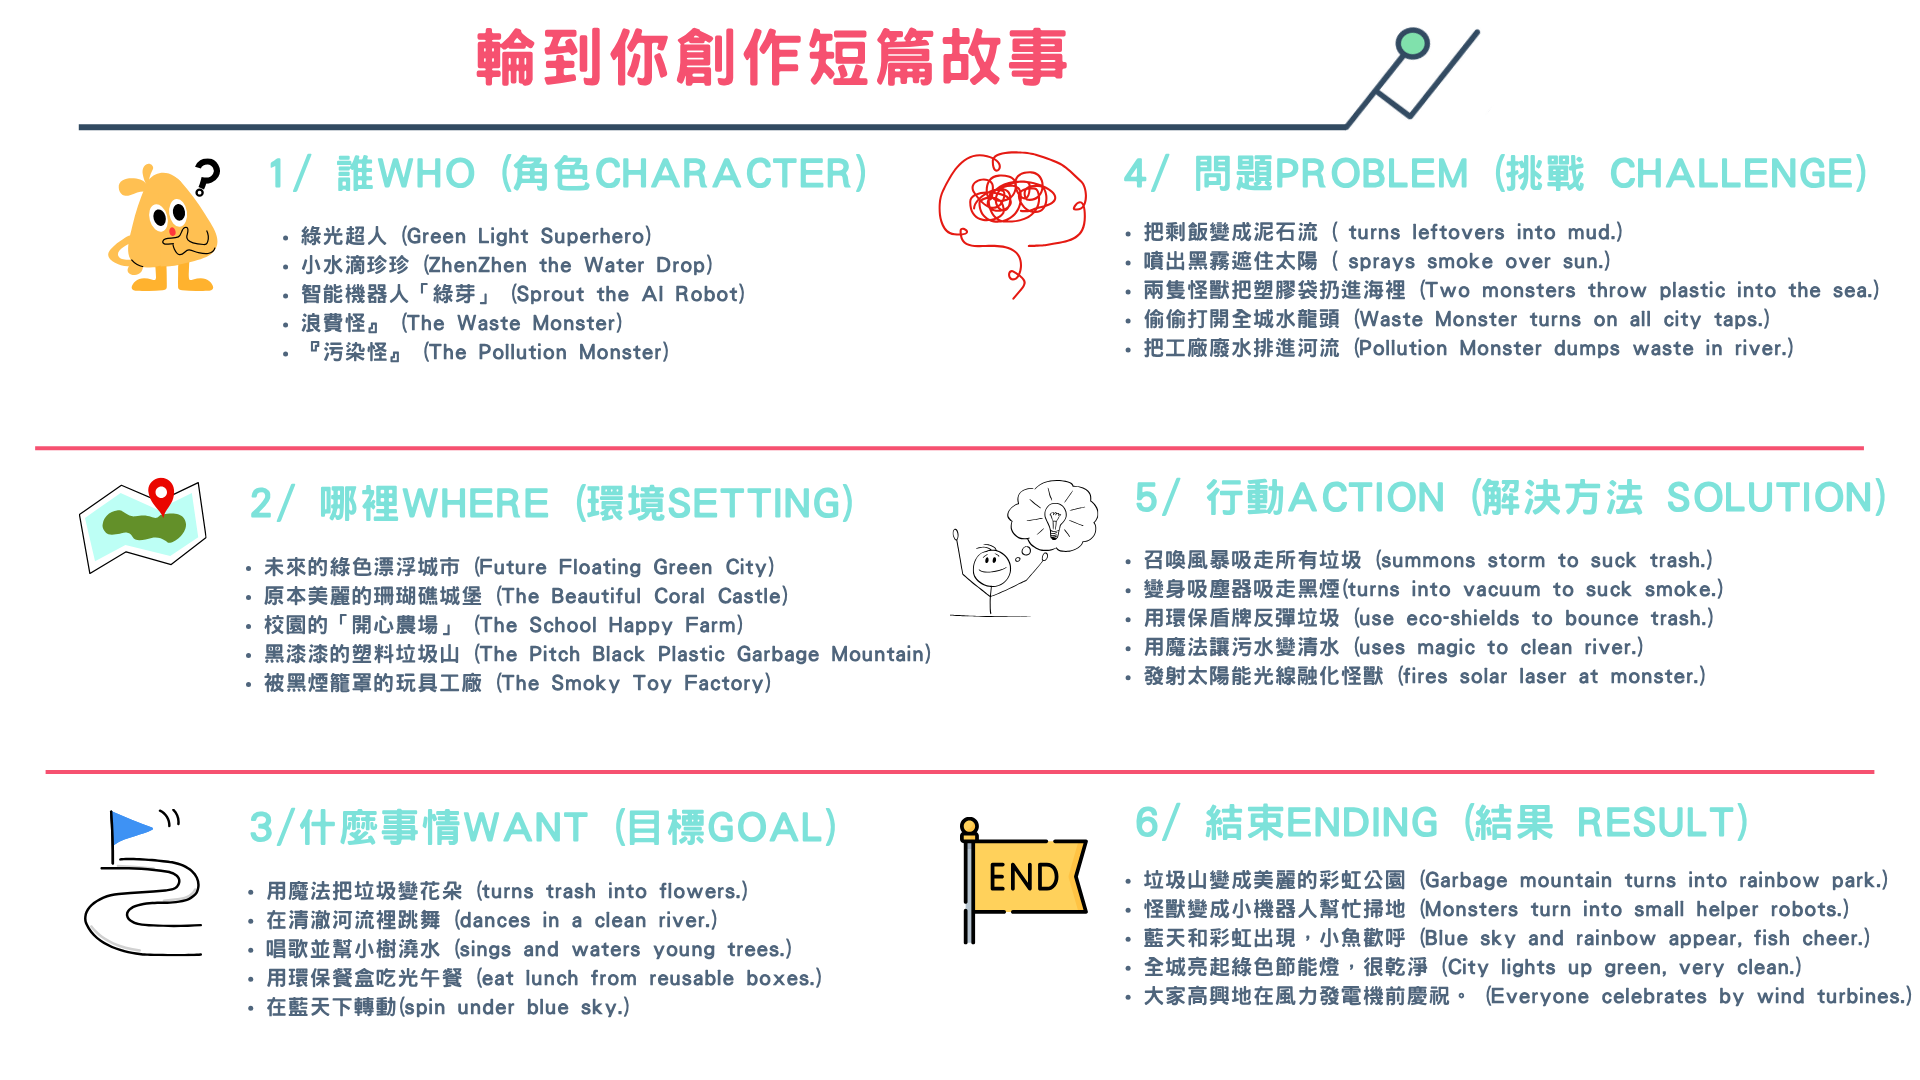 輪到你創作短篇故事
1/ 誰WHO (角色CHARACTER)
• 綠光超人 (Green Light Superhero)
• 小水滴珍珍 (ZhenZhen the Water Drop)
• 智能機器人「綠芽」 (Sprout the AI Robot)
• 浪費怪』 (The Waste Monster)
• 『污染怪』 (The Pollution Monster)
2/ 哪裡WHERE (環境SETTING)
• 未來的綠色漂浮城市 (Future Floating Green City)
• 原本美麗的珊瑚礁城堡 (The Beautiful Coral Castle)
• 校園的「開心農場」 (The School Happy Farm)
• 黑漆漆的塑料垃圾山 (The Pitch Black Plastic Garbage Mountain)
• 被黑煙籠罩的玩具工廠 (The Smoky Toy Factory)
3/什麼事情WANT (目標GOAL)
• 用魔法把垃圾變花朵 (turns trash into flowers.)
• 在清澈河流裡跳舞 (dances in a clean river.)
• 唱歌並幫小樹澆水 (sings and waters young trees.)
• 用環保餐盒吃光午餐 (eat lunch from reusable boxes.)
• 在藍天下轉動(spin under blue sky.)
4/ 問題PROBLEM (挑戰 CHALLENGE)
• 把剩飯變成泥石流 ( turns leftovers into mud.)
• 噴出黑霧遮住太陽 ( sprays smoke over sun.)
• 兩隻怪獸把塑膠袋扔進海裡 (Two monsters throw plastic into the sea.)
• 偷偷打開全城水龍頭 (Waste Monster turns on all city taps.)
• 把工廠廢水排進河流 (Pollution Monster dumps waste in river.)
5/ 行動ACTION (解決方法 SOLUTION)
• 召喚風暴吸走所有垃圾 (summons storm to suck trash.)
• 變身吸塵器吸走黑煙(turns into vacuum to suck smoke.)
• 用環保盾牌反彈垃圾 (use eco-shields to bounce trash.)
• 用魔法讓污水變清水 (uses magic to clean river.)
• 發射太陽能光線融化怪獸 (fires solar laser at monster.)
6/ 結束ENDING (結果 RESULT)
END
• 垃圾山變成美麗的彩虹公園 (Garbage mountain turns into rainbow park.)
• 怪獸變成小機器人幫忙掃地 (Monsters turn into small helper robots.)
• 藍天和彩虹出現，小魚歡呼 (Blue sky and rainbow appear, fish cheer.)
• 全城亮起綠色節能燈，很乾淨 (City lights up green, very clean.)
• 大家高興地在風力發電機前慶祝。 (Everyone celebrates by wind turbines.)